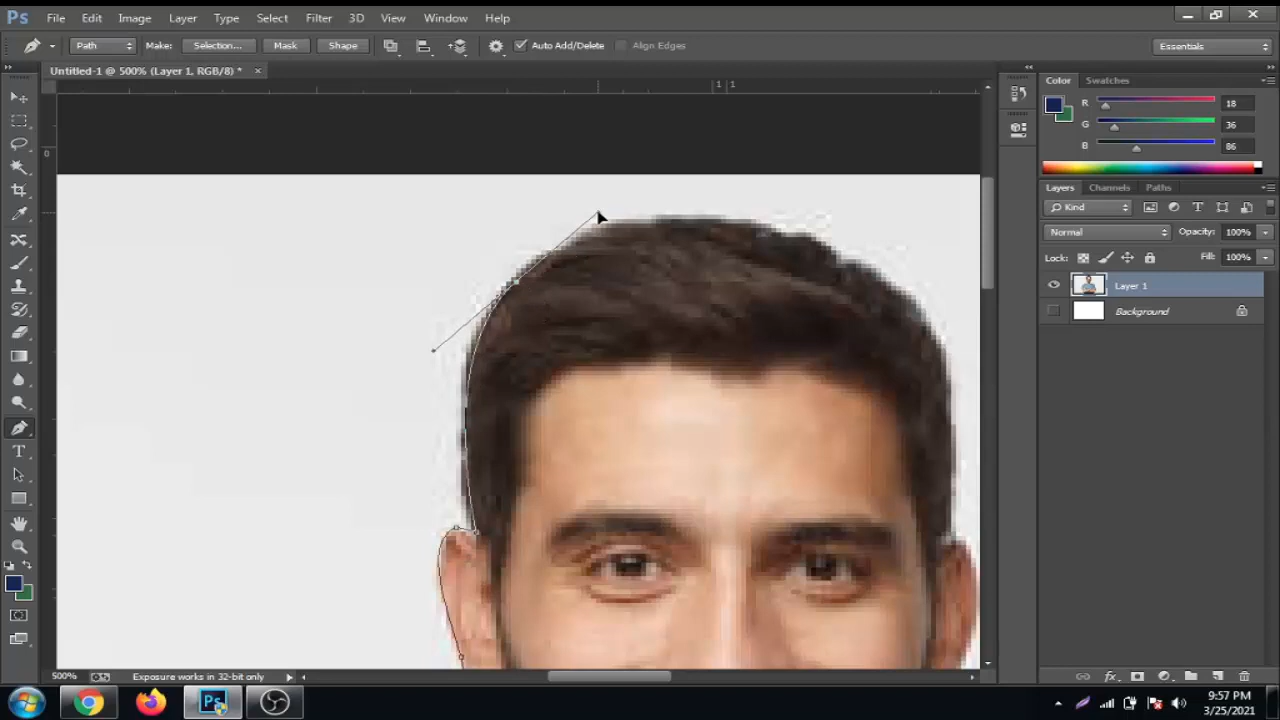 Ps File Edit Image Layer Type Select Filter 3D View Window Help
Path Make: Selection... Mask Shape Auto Add/Delete Align Edges Essentials
Untitled-1 @ 500% (Layer 1, RGB/8) * ×
Color Swatches
R 18
G 36
B 86
Layers Channels Paths
Kind
Normal Opacity: 100%
Lock: Fill: 100%
Layer 1
Background
500% Exposure works in 32-bit only
9:57 PM
3/25/2021